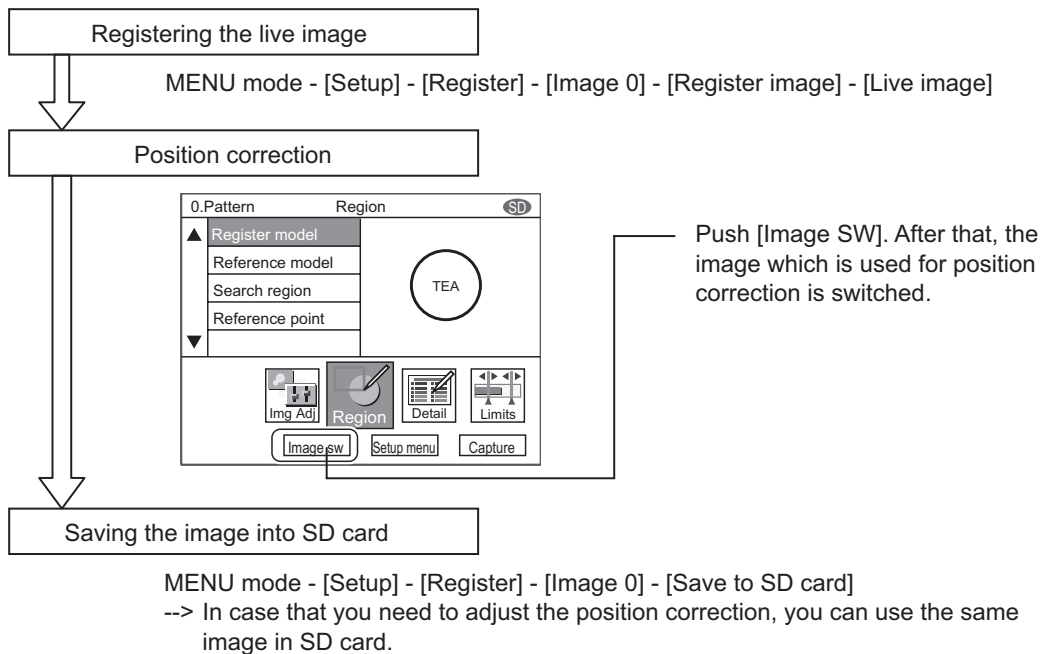 Registering the live image
MENU mode - [Setup] - [Register] - [Image 0] - [Register image] - [Live image]
Position correction
0.Pattern Region SD
Register model
Reference model
Search region
Reference point
TEA
Img Adj Region Detail Limits
Image sw Setup menu Capture
Push [Image SW]. After that, the
image which is used for position
correction is switched.
Saving the image into SD card
MENU mode - [Setup] - [Register] - [Image 0] - [Save to SD card]
--> In case that you need to adjust the position correction, you can use the same
image in SD card.